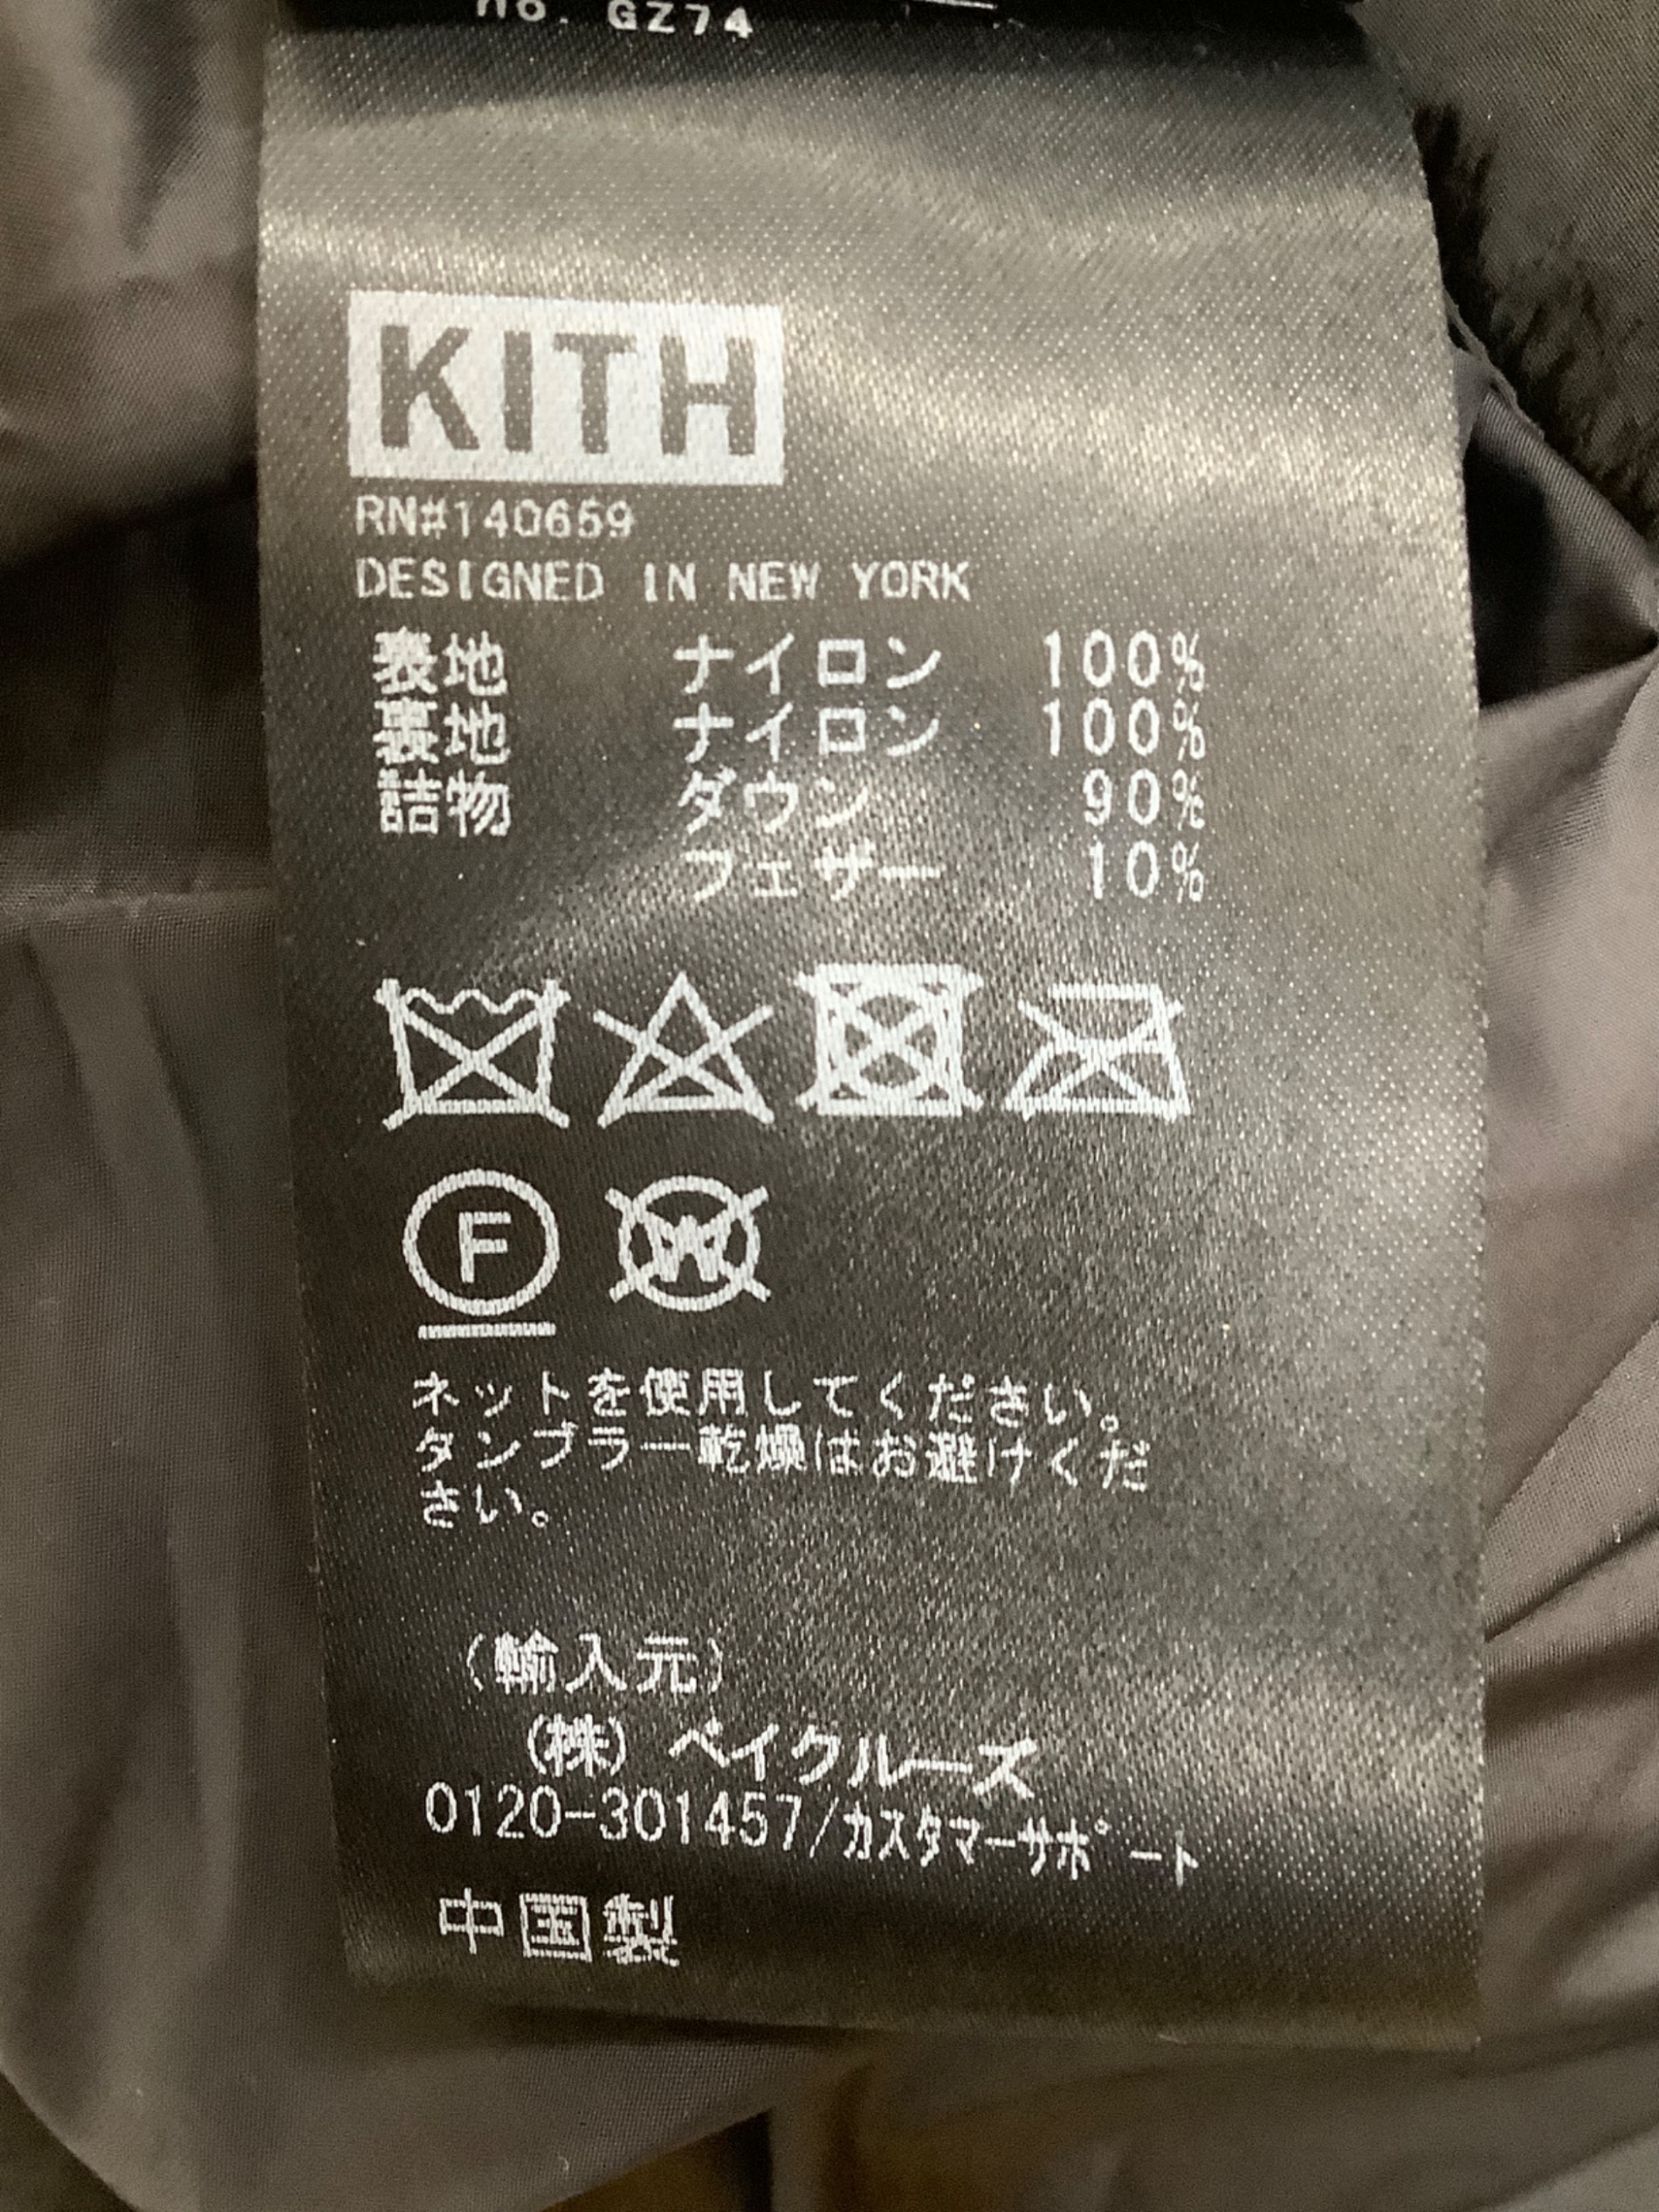 no. GZ74
KITH
RN#140659
DESIGNED IN NEW YORK
表地 ナイロン 100%
裏地 ナイロン 100%
詰物 ダウン 90%
フェザー 10%
F W
ネットを使用してください。
タンブラー乾燥はお避けくだ
さい。
(輸入元)
(株) ベイクルーズ
0120-301457/カスタマーサポート
中国製